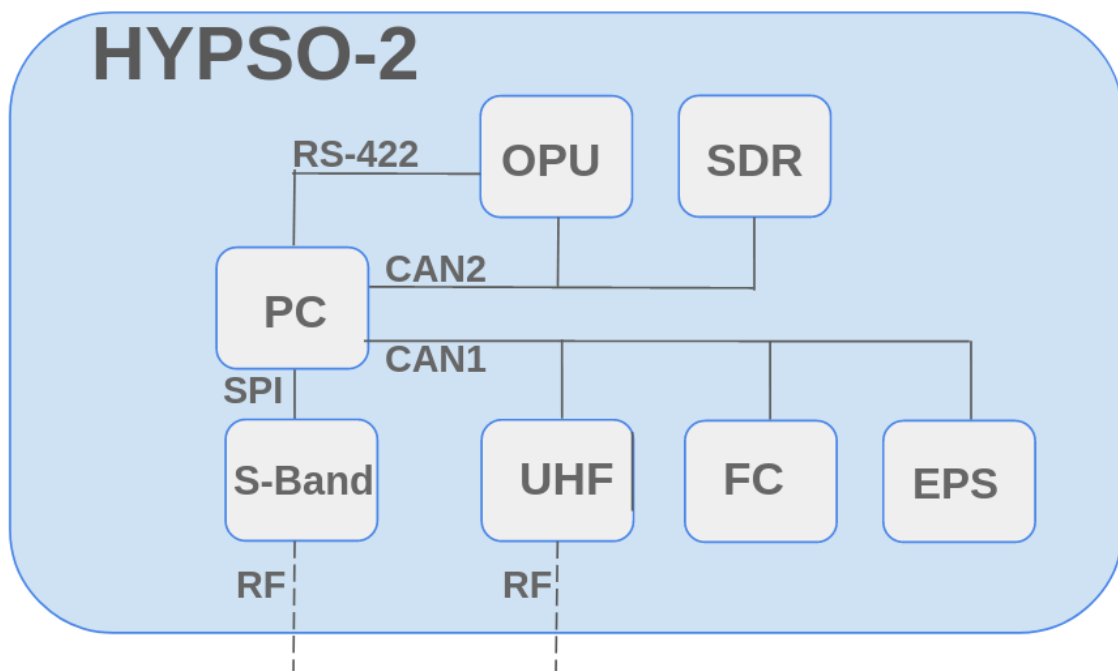 HYPSO-2
RS-422
OPU
SDR
CAN2
PC
CAN1
SPI
S-Band
UHF
FC
EPS
RF
RF